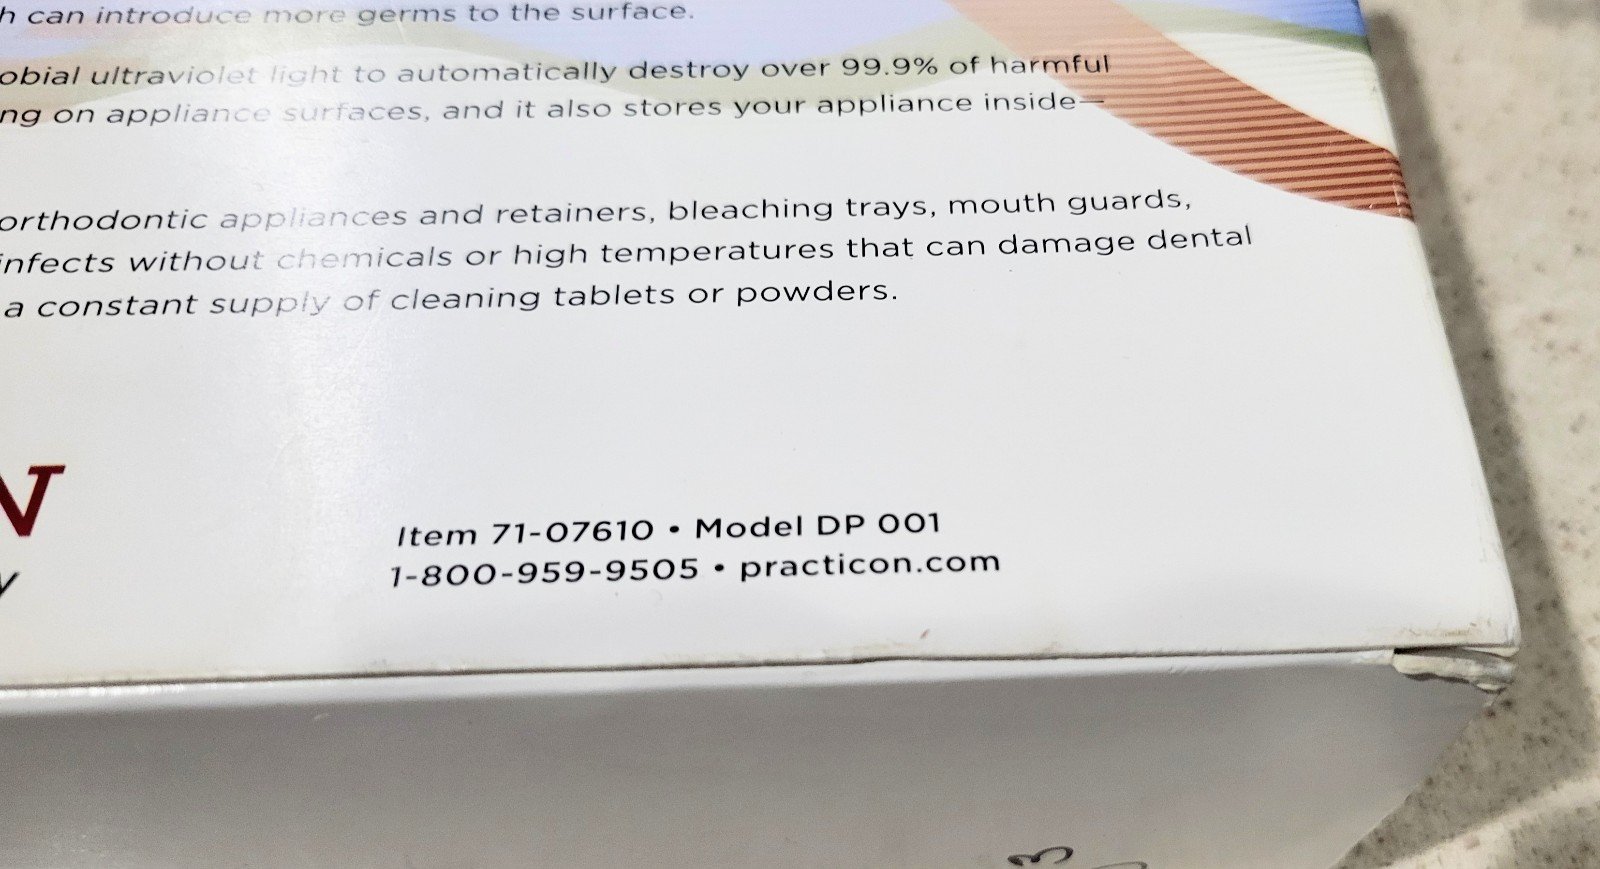 h can introduce more germs to the surface.
obial ultraviolet light to automatically destroy over 99.9% of harmful
ng on appliance surfaces, and it also stores your appliance inside—
orthodontic appliances and retainers, bleaching trays, mouth guards,
infects without chemicals or high temperatures that can damage dental
a constant supply of cleaning tablets or powders.
N
y
Item 71-07610 • Model DP 001
1-800-959-9505 • practicon.com
3